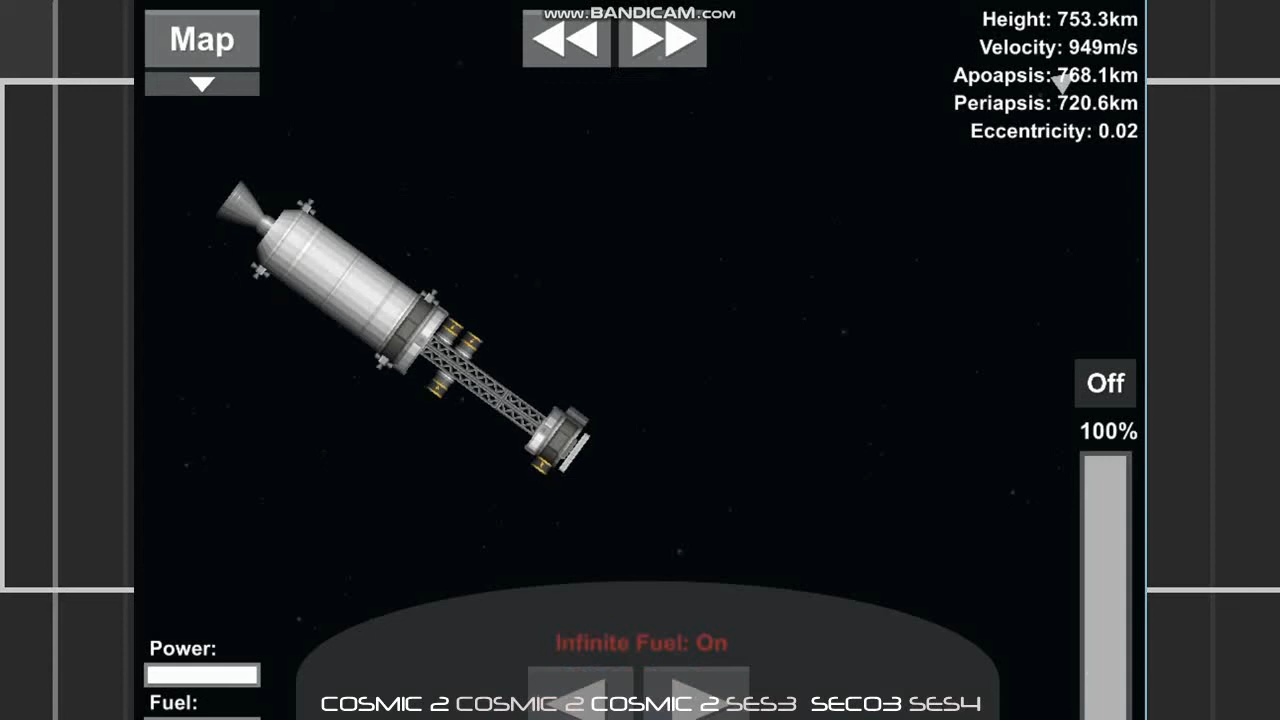 WWW.BANDICAM.COM
Map
Height: 753.3km
Velocity: 949m/s
Apoapsis: 768.1km
Periapsis: 720.6km
Eccentricity: 0.02
Off
100%
Infinite Fuel: On
Power:
Fuel:
COSMIC 2 COSMIC 2 COSMIC 2 SES3 SECO3 SES4